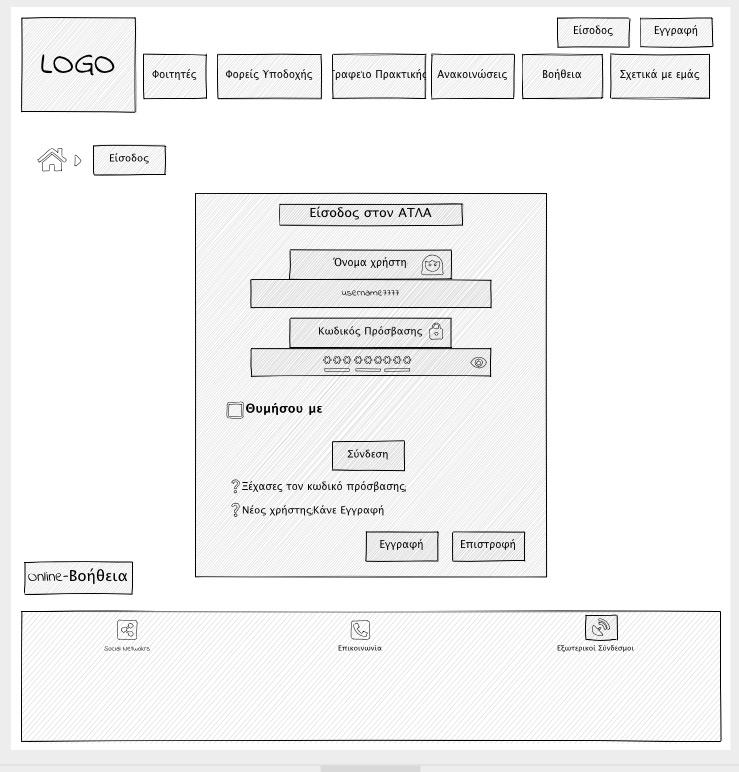 LOGO
Είσοδος
Εγγραφή
Φοιτητές
Φορείς Υποδοχής
Γραφείο Πρακτικής
Ανακοινώσεις
Βοήθεια
Σχετικά με εμάς
Είσοδος
Είσοδος στον ΑΤΛΑ
Όνομα χρήστη
username7777
Κωδικός Πρόσβασης
Θυμήσου με
Σύνδεση
Ξέχασες τον κωδικό πρόσβασης;
Νέος χρήστης;Κάνε Εγγραφή
Εγγραφή
Επιστροφή
online-Βοήθεια
Social Networks
Επικοινωνία
Εξωτερικοί Σύνδεσμοι